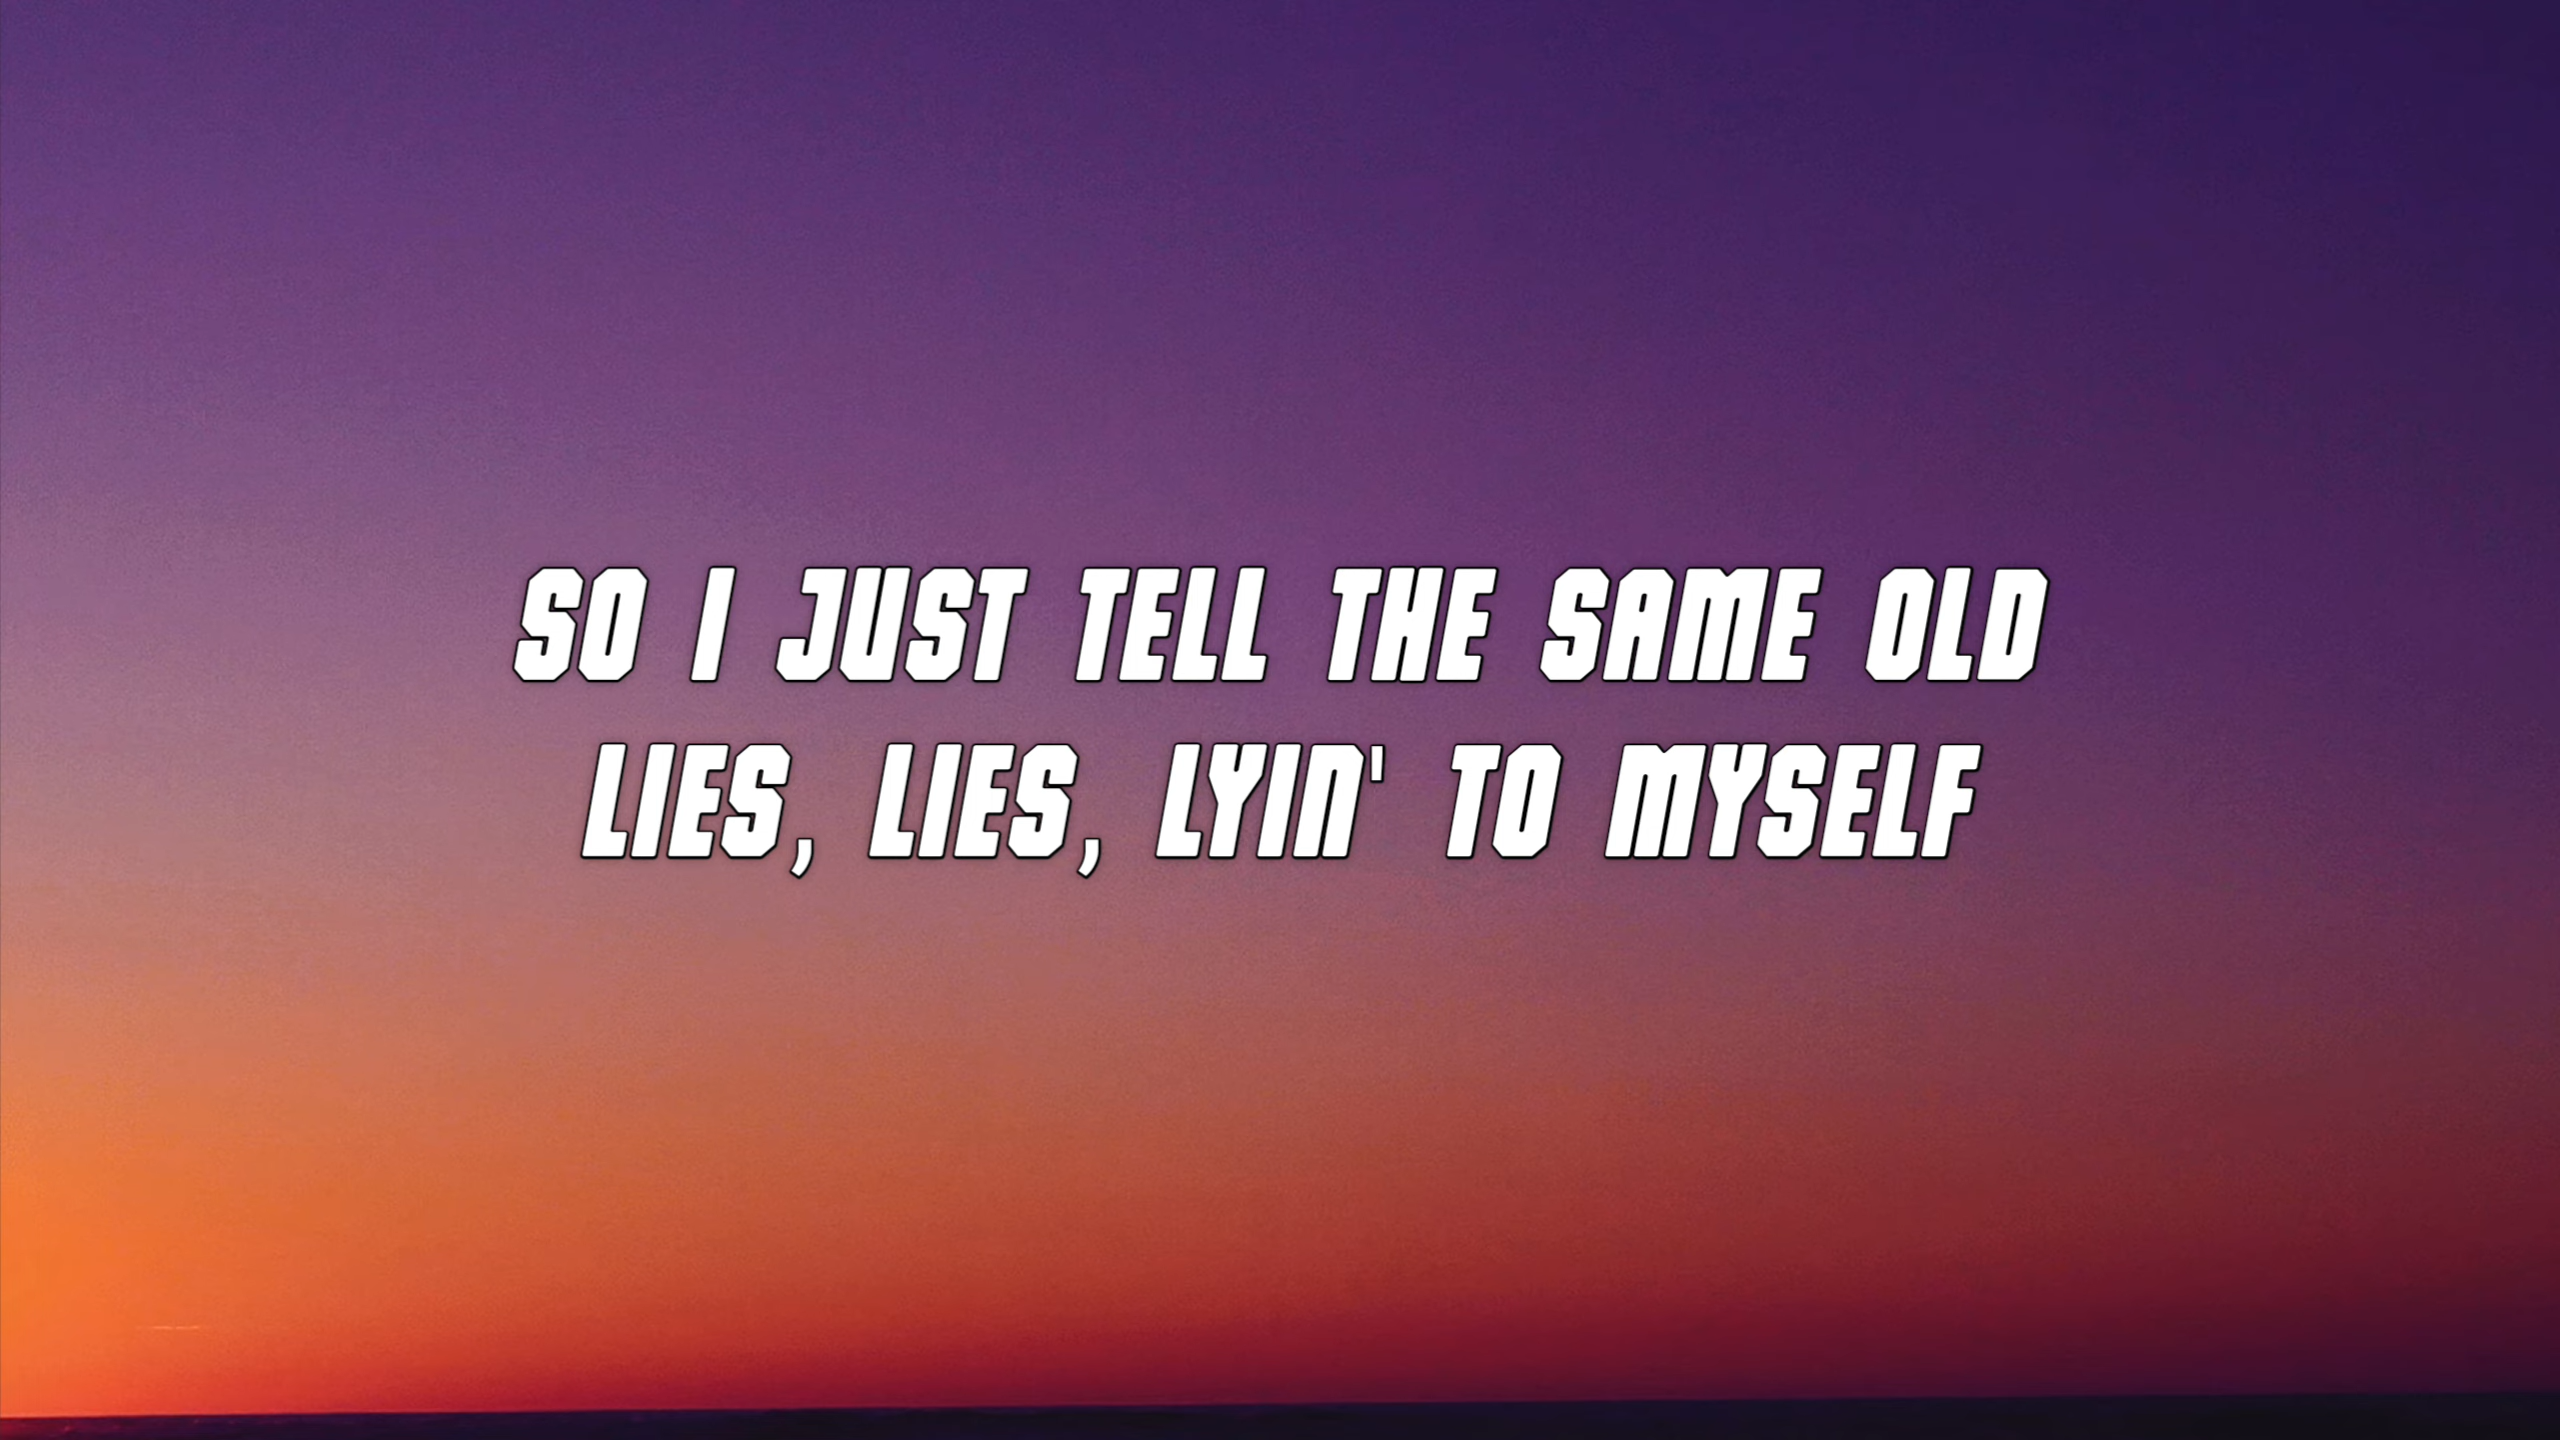 SO I JUST TELL THE SAME OLD
LIES, LIES, LYIN' TO MYSELF